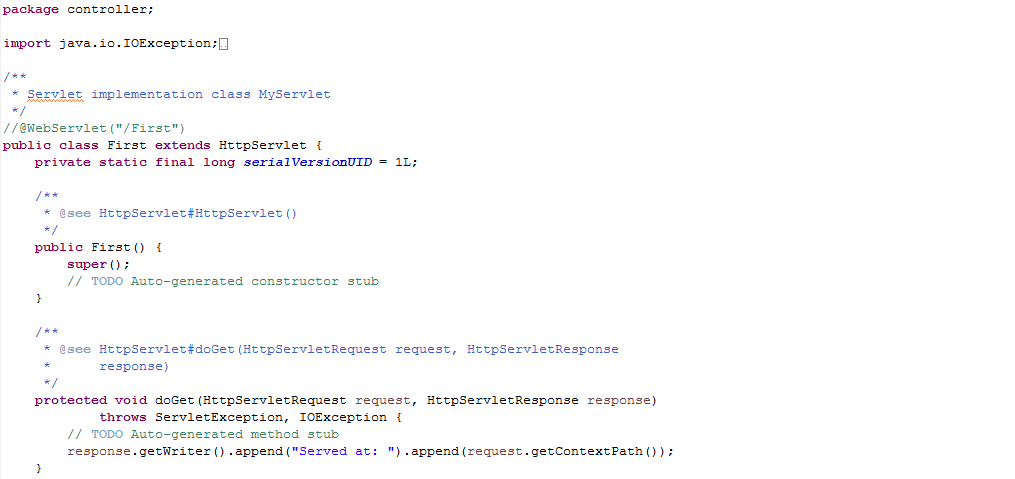 package controller;
import java.io.IOException;
/**
 * Servlet implementation class MyServlet
 */
//@WebServlet("/First")
public class First extends HttpServlet {
    private static final long serialVersionUID = 1L;
    /**
     * @see HttpServlet#HttpServlet()
     */
    public First() {
        super();
        // TODO Auto-generated constructor stub
    }
    /**
     * @see HttpServlet#doGet(HttpServletRequest request, HttpServletResponse
     *      response)
     */
    protected void doGet(HttpServletRequest request, HttpServletResponse response)
            throws ServletException, IOException {
        // TODO Auto-generated method stub
        response.getWriter().append("Served at: ").append(request.getContextPath());
    }